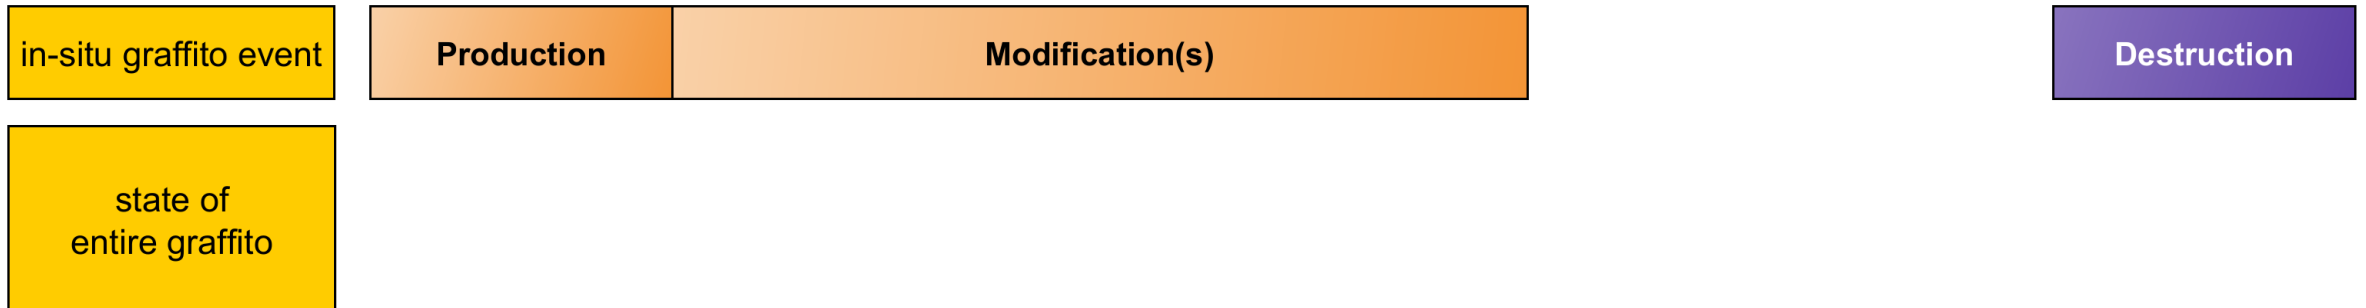 in-situ graffito event
Production
Modification(s)
Destruction
state of
entire graffito